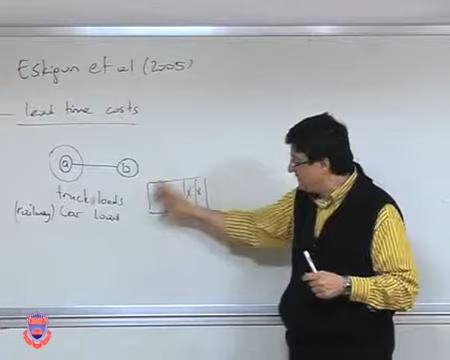 Eskigun et al (2005)
— lead time costs
a b
truck loads
(railway) Car load
x x